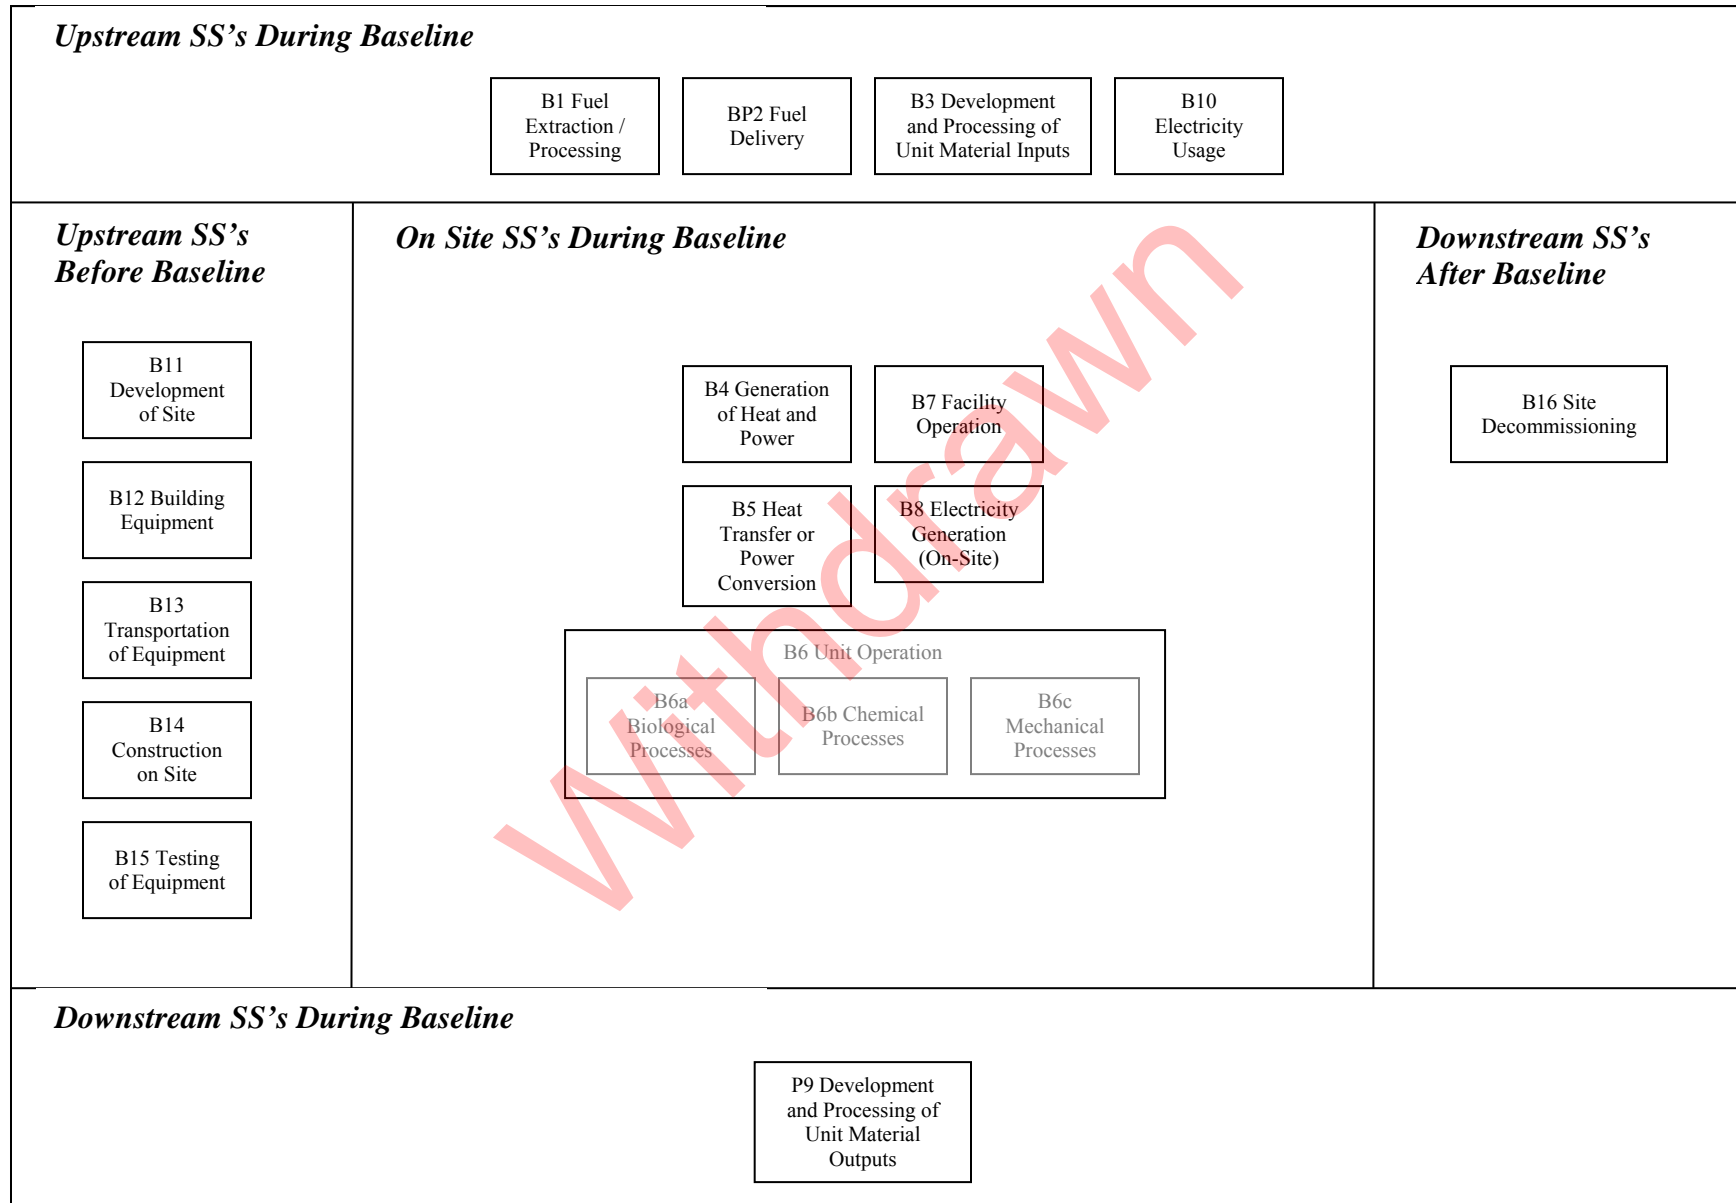 Upstream SS’s During Baseline
B1 Fuel
Extraction /
Processing
BP2 Fuel
Delivery
B3 Development
and Processing of
Unit Material Inputs
B10
Electricity
Usage
Upstream SS’s
Before Baseline
B11
Development
of Site
B12 Building
Equipment
B13
Transportation
of Equipment
B14
Construction
on Site
B15 Testing
of Equipment
On Site SS’s During Baseline
B4 Generation
of Heat and
Power
B7 Facility
Operation
B5 Heat
Transfer or
Power
Conversion
B8 Electricity
Generation
(On-Site)
B6 Unit Operation
B6a
Biological
Processes
B6b Chemical
Processes
B6c
Mechanical
Processes
Withdrawn
Downstream SS’s
After Baseline
B16 Site
Decommissioning
Downstream SS’s During Baseline
P9 Development
and Processing of
Unit Material
Outputs